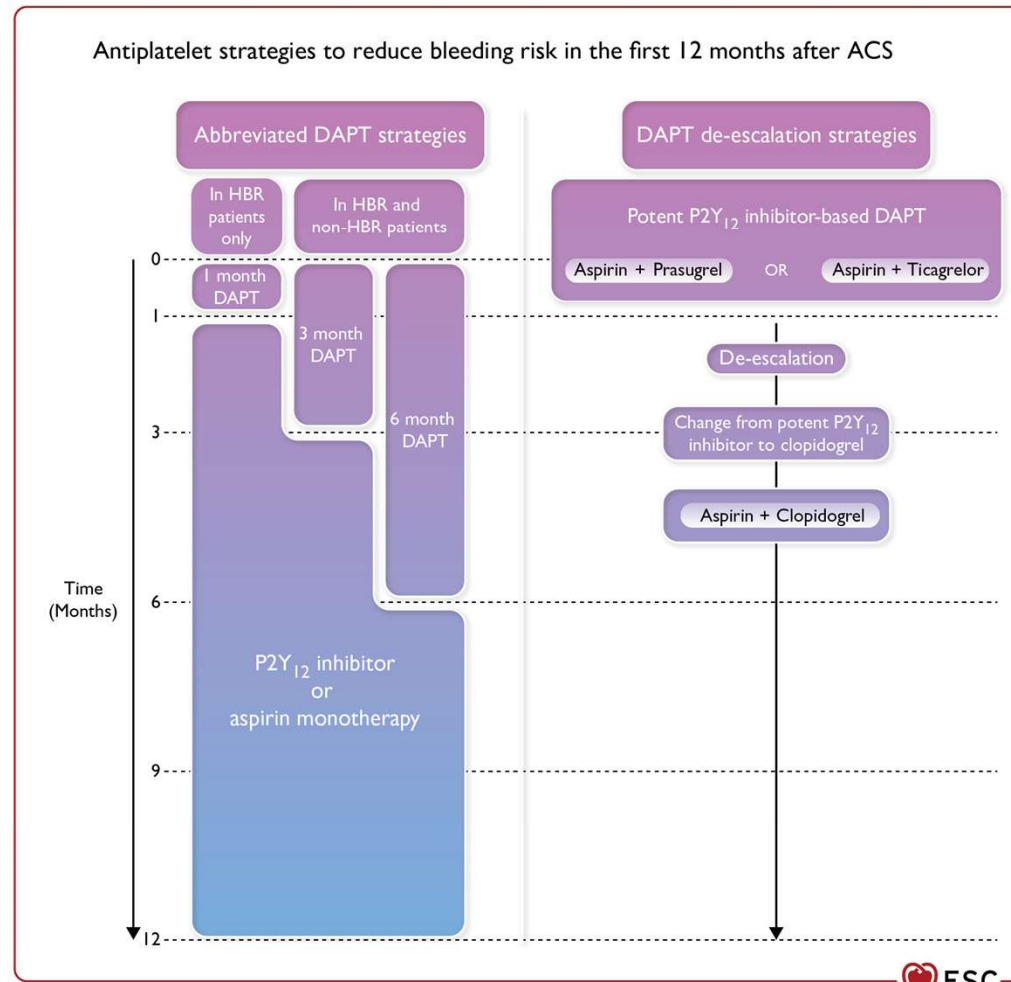 Antiplatelet strategies to reduce bleeding risk in the first 12 months after ACS
Abbreviated DAPT strategies
In HBR
patients
only
In HBR and
non-HBR patients
0
1 month
DAPT
1
3 month
DAPT
3
6 month
DAPT
Time
(Months)
6
P2Y₁₂ inhibitor
or
aspirin monotherapy
9
12
DAPT de-escalation strategies
Potent P2Y₁₂ inhibitor-based DAPT
Aspirin + Prasugrel OR Aspirin + Ticagrelor
De-escalation
Change from potent P2Y₁₂
inhibitor to clopidogrel
Aspirin + Clopidogrel
ESC